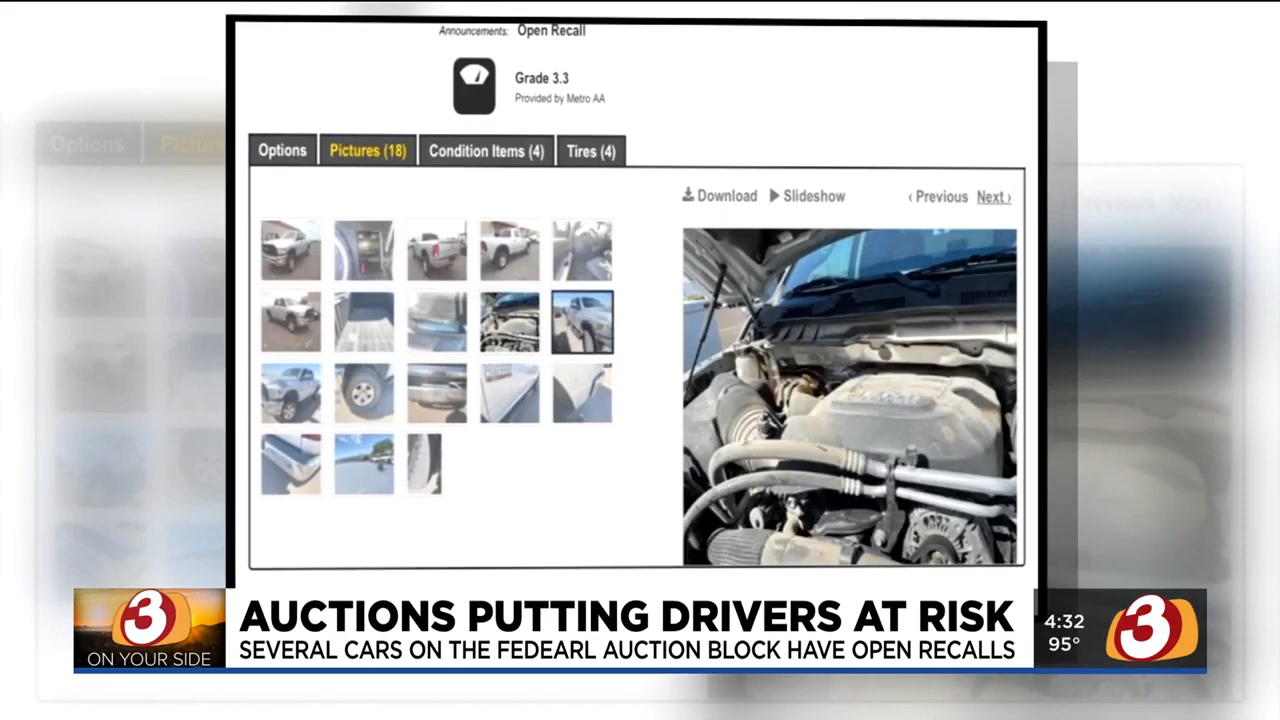 Announcements: Open Recall
Grade 3.3
Provided by Metro AA
Options
Pictures (18)
Condition Items (4)
Tires (4)
Download
Slideshow
‹ Previous
Next ›
3
ON YOUR SIDE
AUCTIONS PUTTING DRIVERS AT RISK
SEVERAL CARS ON THE FEDEARL AUCTION BLOCK HAVE OPEN RECALLS
4:32
95°
3